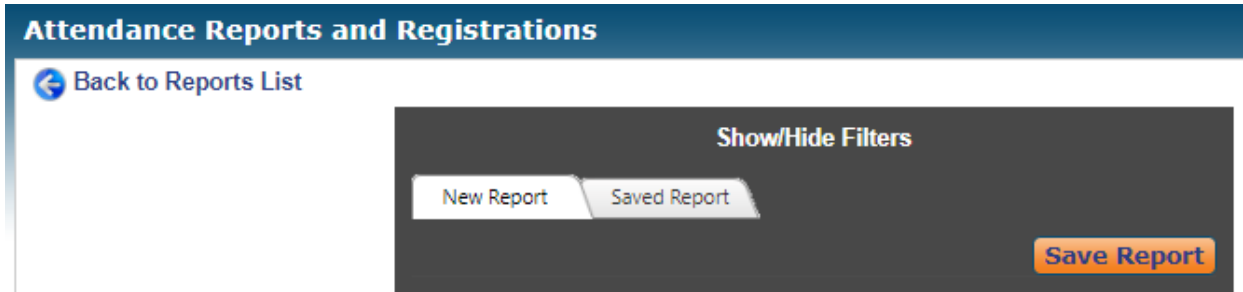 Attendance Reports and Registrations
Back to Reports List
Show/Hide Filters
New Report
Saved Report
Save Report